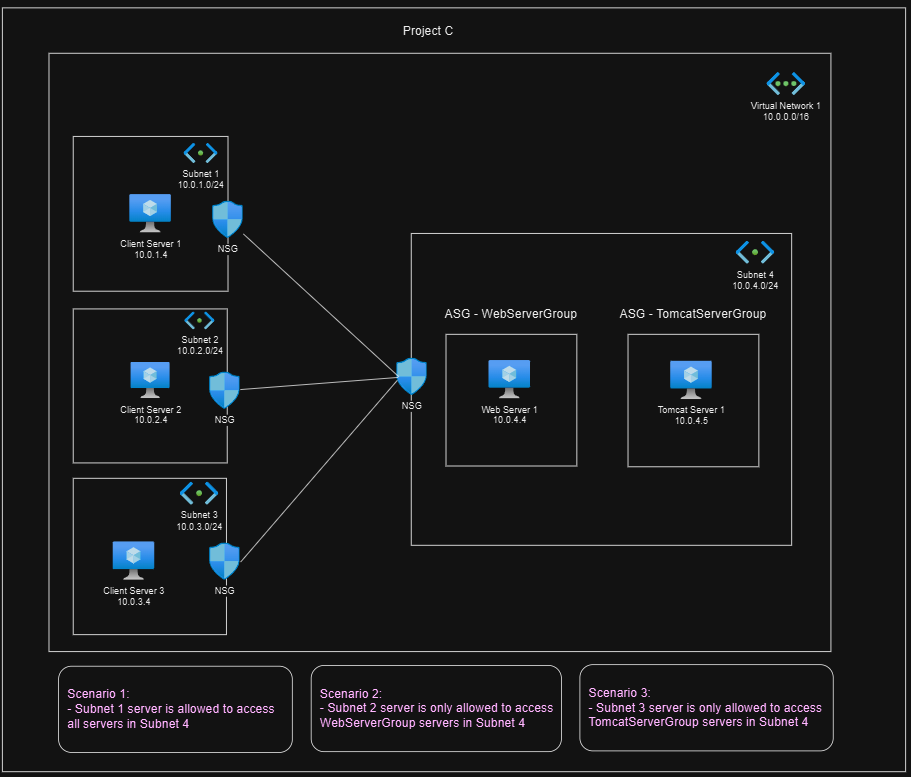 Project C
Virtual Network 1
10.0.0.0/16
Subnet 1
10.0.1.0/24
Client Server 1
10.0.1.4
NSG
Subnet 2
10.0.2.0/24
Client Server 2
10.0.2.4
NSG
Subnet 3
10.0.3.0/24
Client Server 3
10.0.3.4
NSG
NSG
Subnet 4
10.0.4.0/24
ASG - WebServerGroup
Web Server 1
10.0.4.4
ASG - TomcatServerGroup
Tomcat Server 1
10.0.4.5
Scenario 1:
- Subnet 1 server is allowed to access
all servers in Subnet 4
Scenario 2:
- Subnet 2 server is only allowed to access
WebServerGroup servers in Subnet 4
Scenario 3:
- Subnet 3 server is only allowed to access
TomcatServerGroup servers in Subnet 4